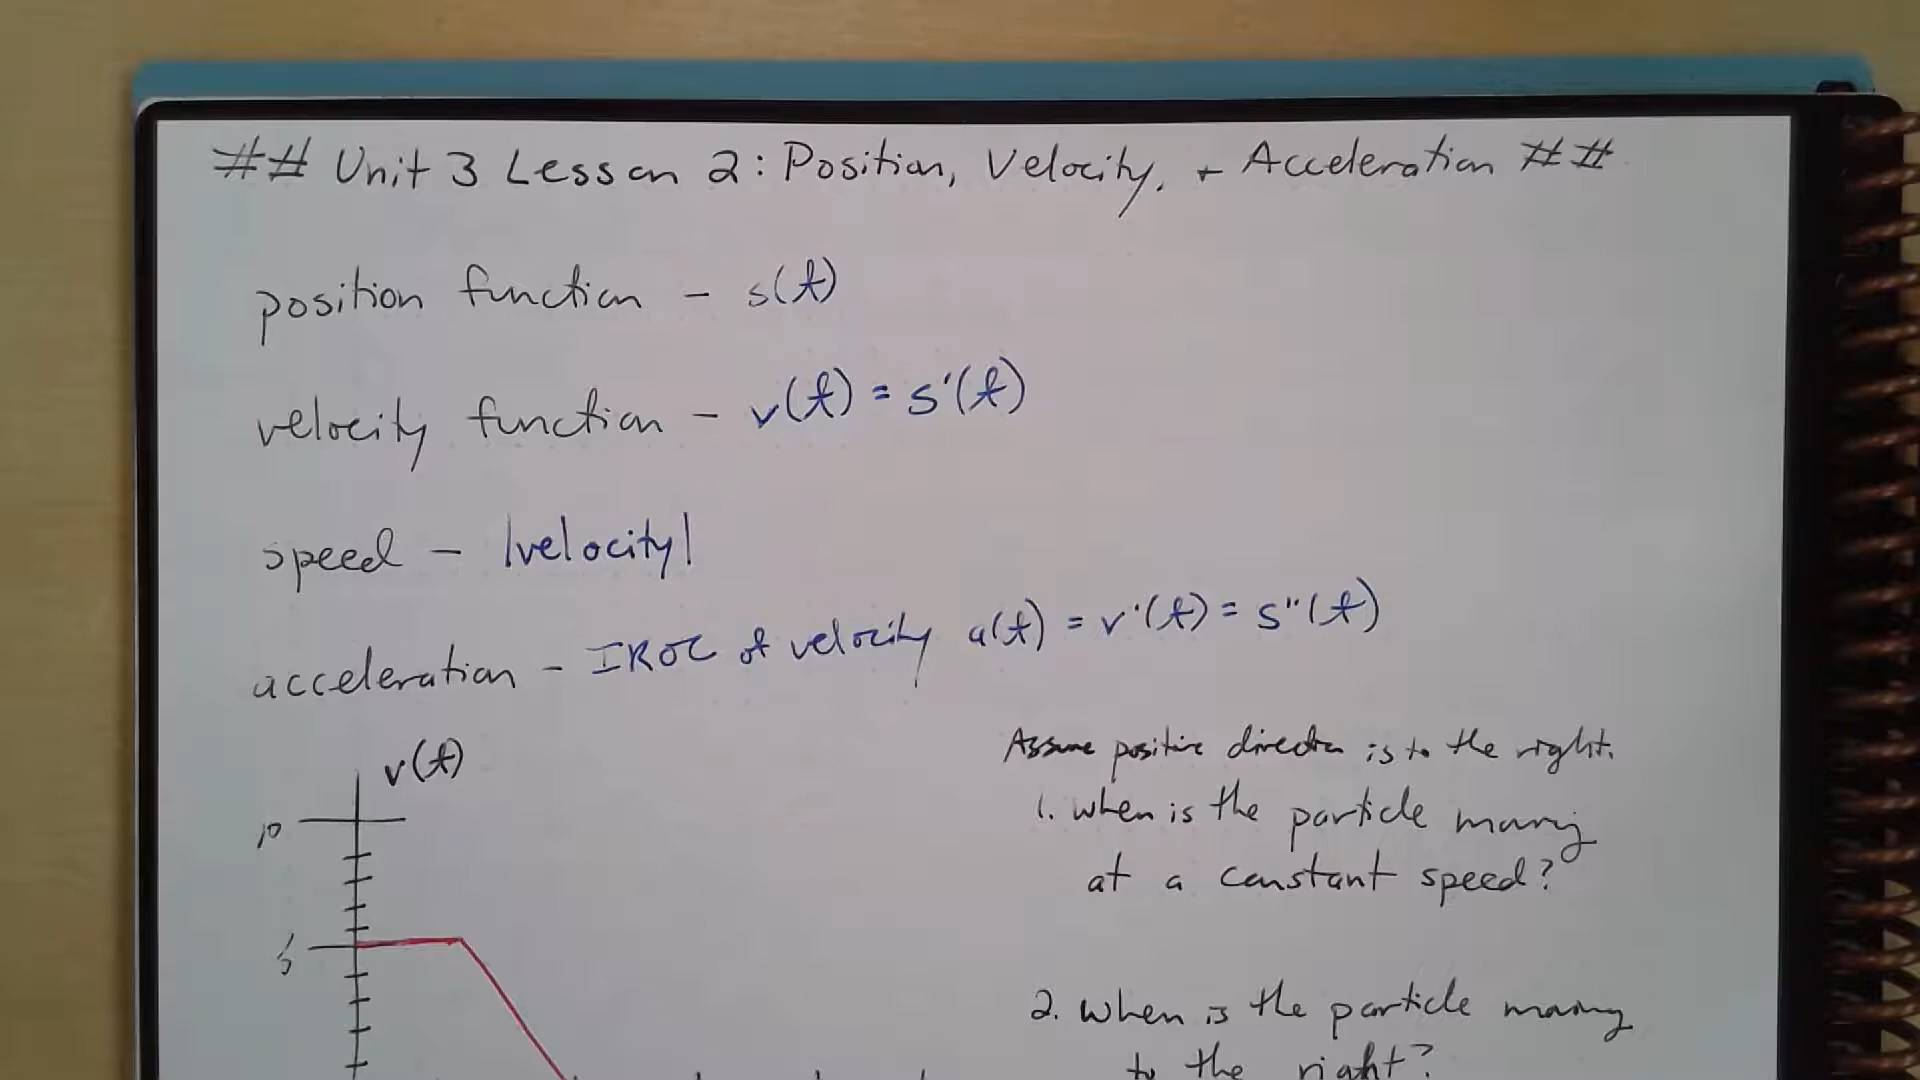 ## Unit 3 Lesson 2: Position, Velocity, + Acceleration ##
position function - s(t)
velocity function - v(t) = s'(t)
speed - |velocity|
acceleration - IROC of velocity a(t) = v'(t) = s''(t)
v(t)
10
5
Assume positive direction is to the right.
1. when is the particle moving
at a constant speed?
2. when is the particle moving
to the right?